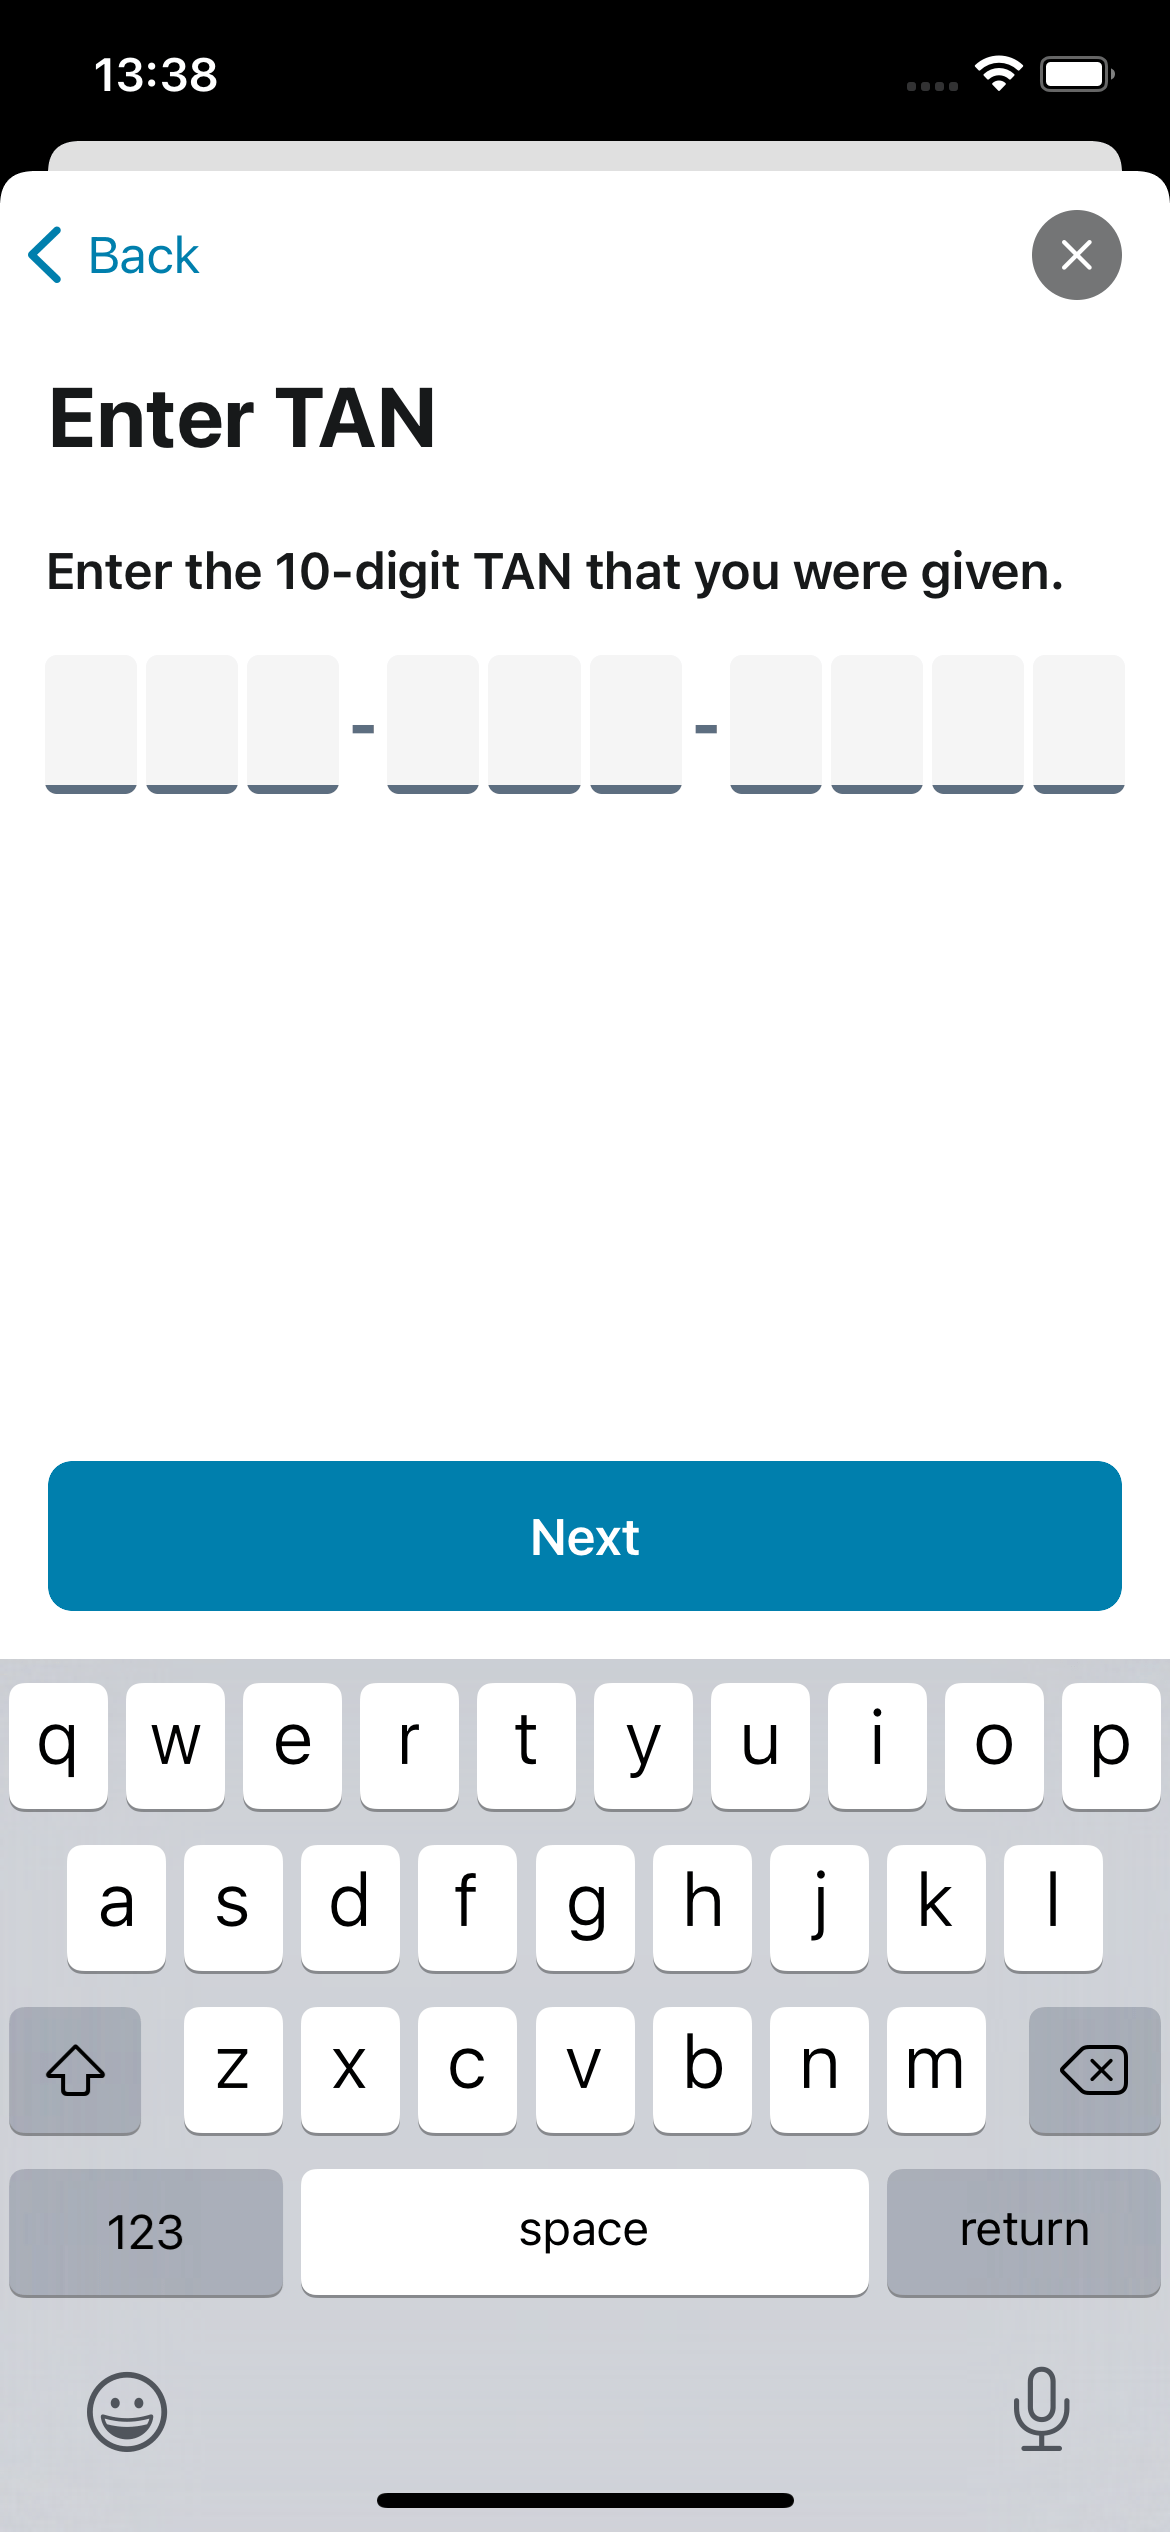 13:38
Back
Enter TAN
Enter the 10-digit TAN that you were given.
- -
Next
q w e r t y u i o p
a s d f g h j k l
z x c v b n m
123 space return